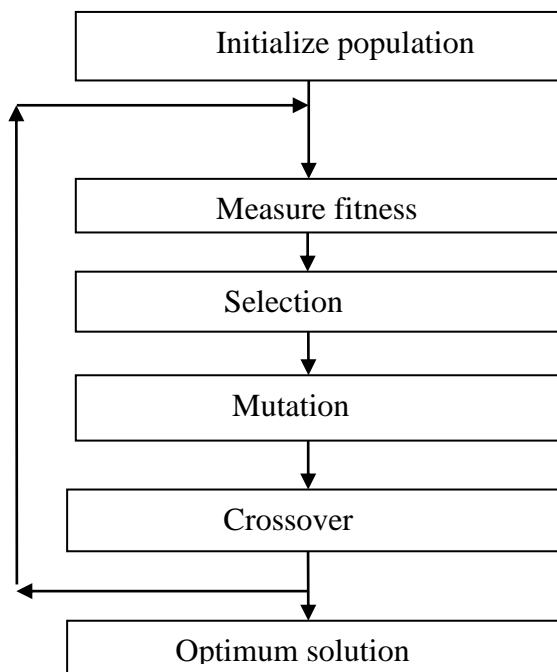 Initialize population
Measure fitness
Selection
Mutation
Crossover
Optimum solution